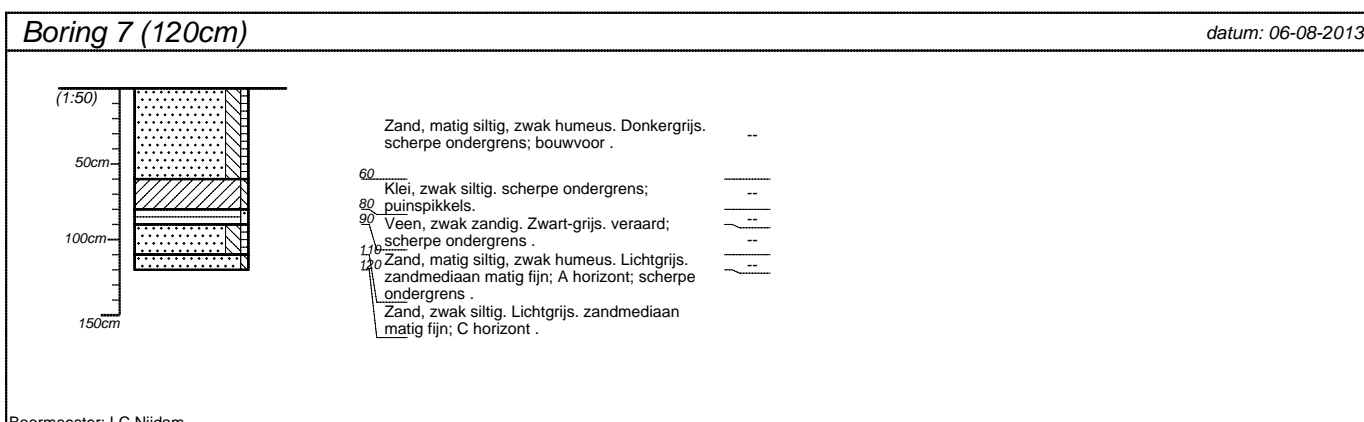 Boring 7 (120cm)
datum: 06-08-2013
(1:50)
50cm
100cm
150cm
Zand, matig siltig, zwak humeus. Donkergrijs.
scherpe ondergrens; bouwvoor .
--
60
Klei, zwak siltig. scherpe ondergrens;
puinspikkels.
--
80
90
Veen, zwak zandig. Zwart-grijs. veraard;
scherpe ondergrens .
--
110
120
Zand, matig siltig, zwak humeus. Lichtgrijs.
zandmediaan matig fijn; A horizont; scherpe
ondergrens .
--
Zand, zwak siltig. Lichtgrijs. zandmediaan
matig fijn; C horizont .
--